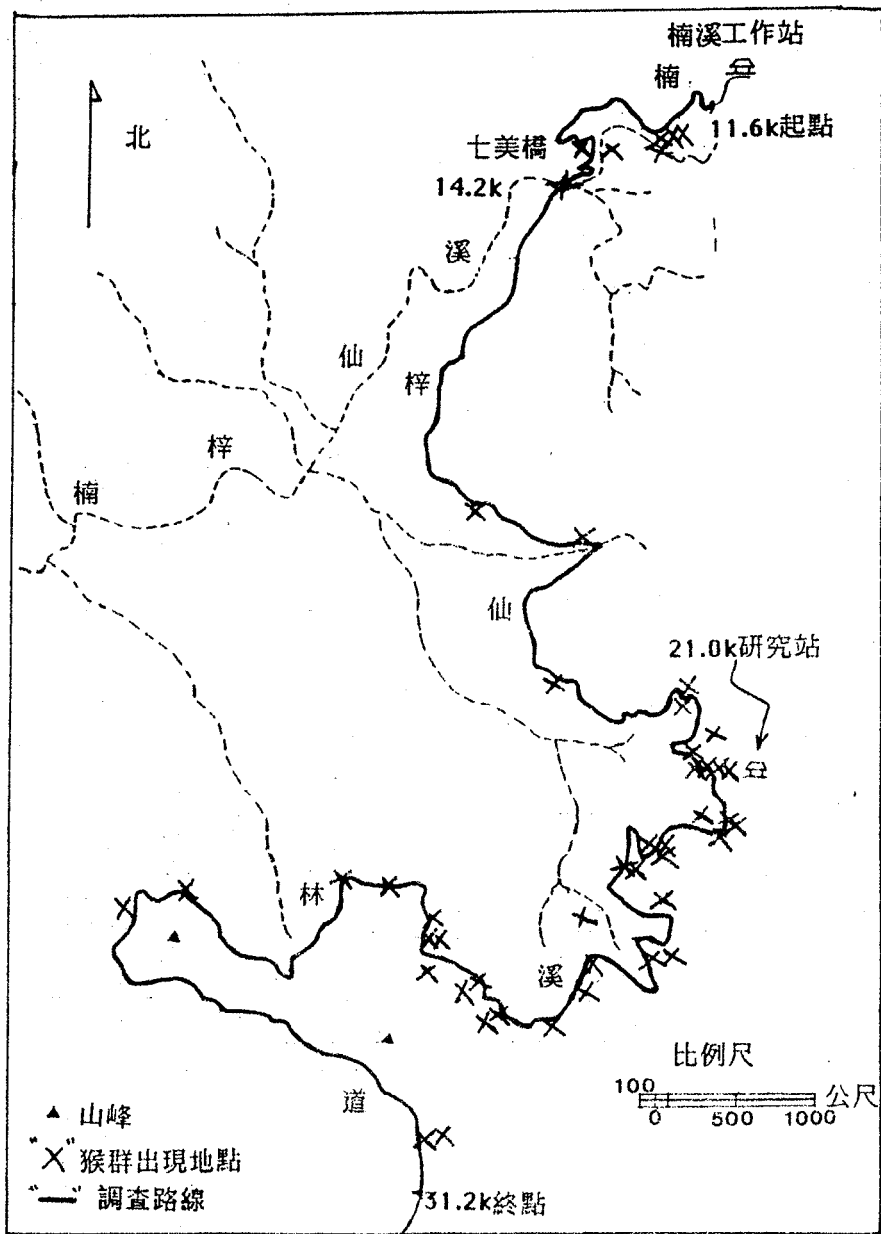 楠溪工作站
楠
北
11.6k起點
七美橋
14.2k
溪
仙
梓
梓
楠
仙
21.0k研究站
林
溪
比例尺
100
公尺
0 500 1000
道
山峰
"X"猴群出現地點
"—"調查路線
31.2k終點